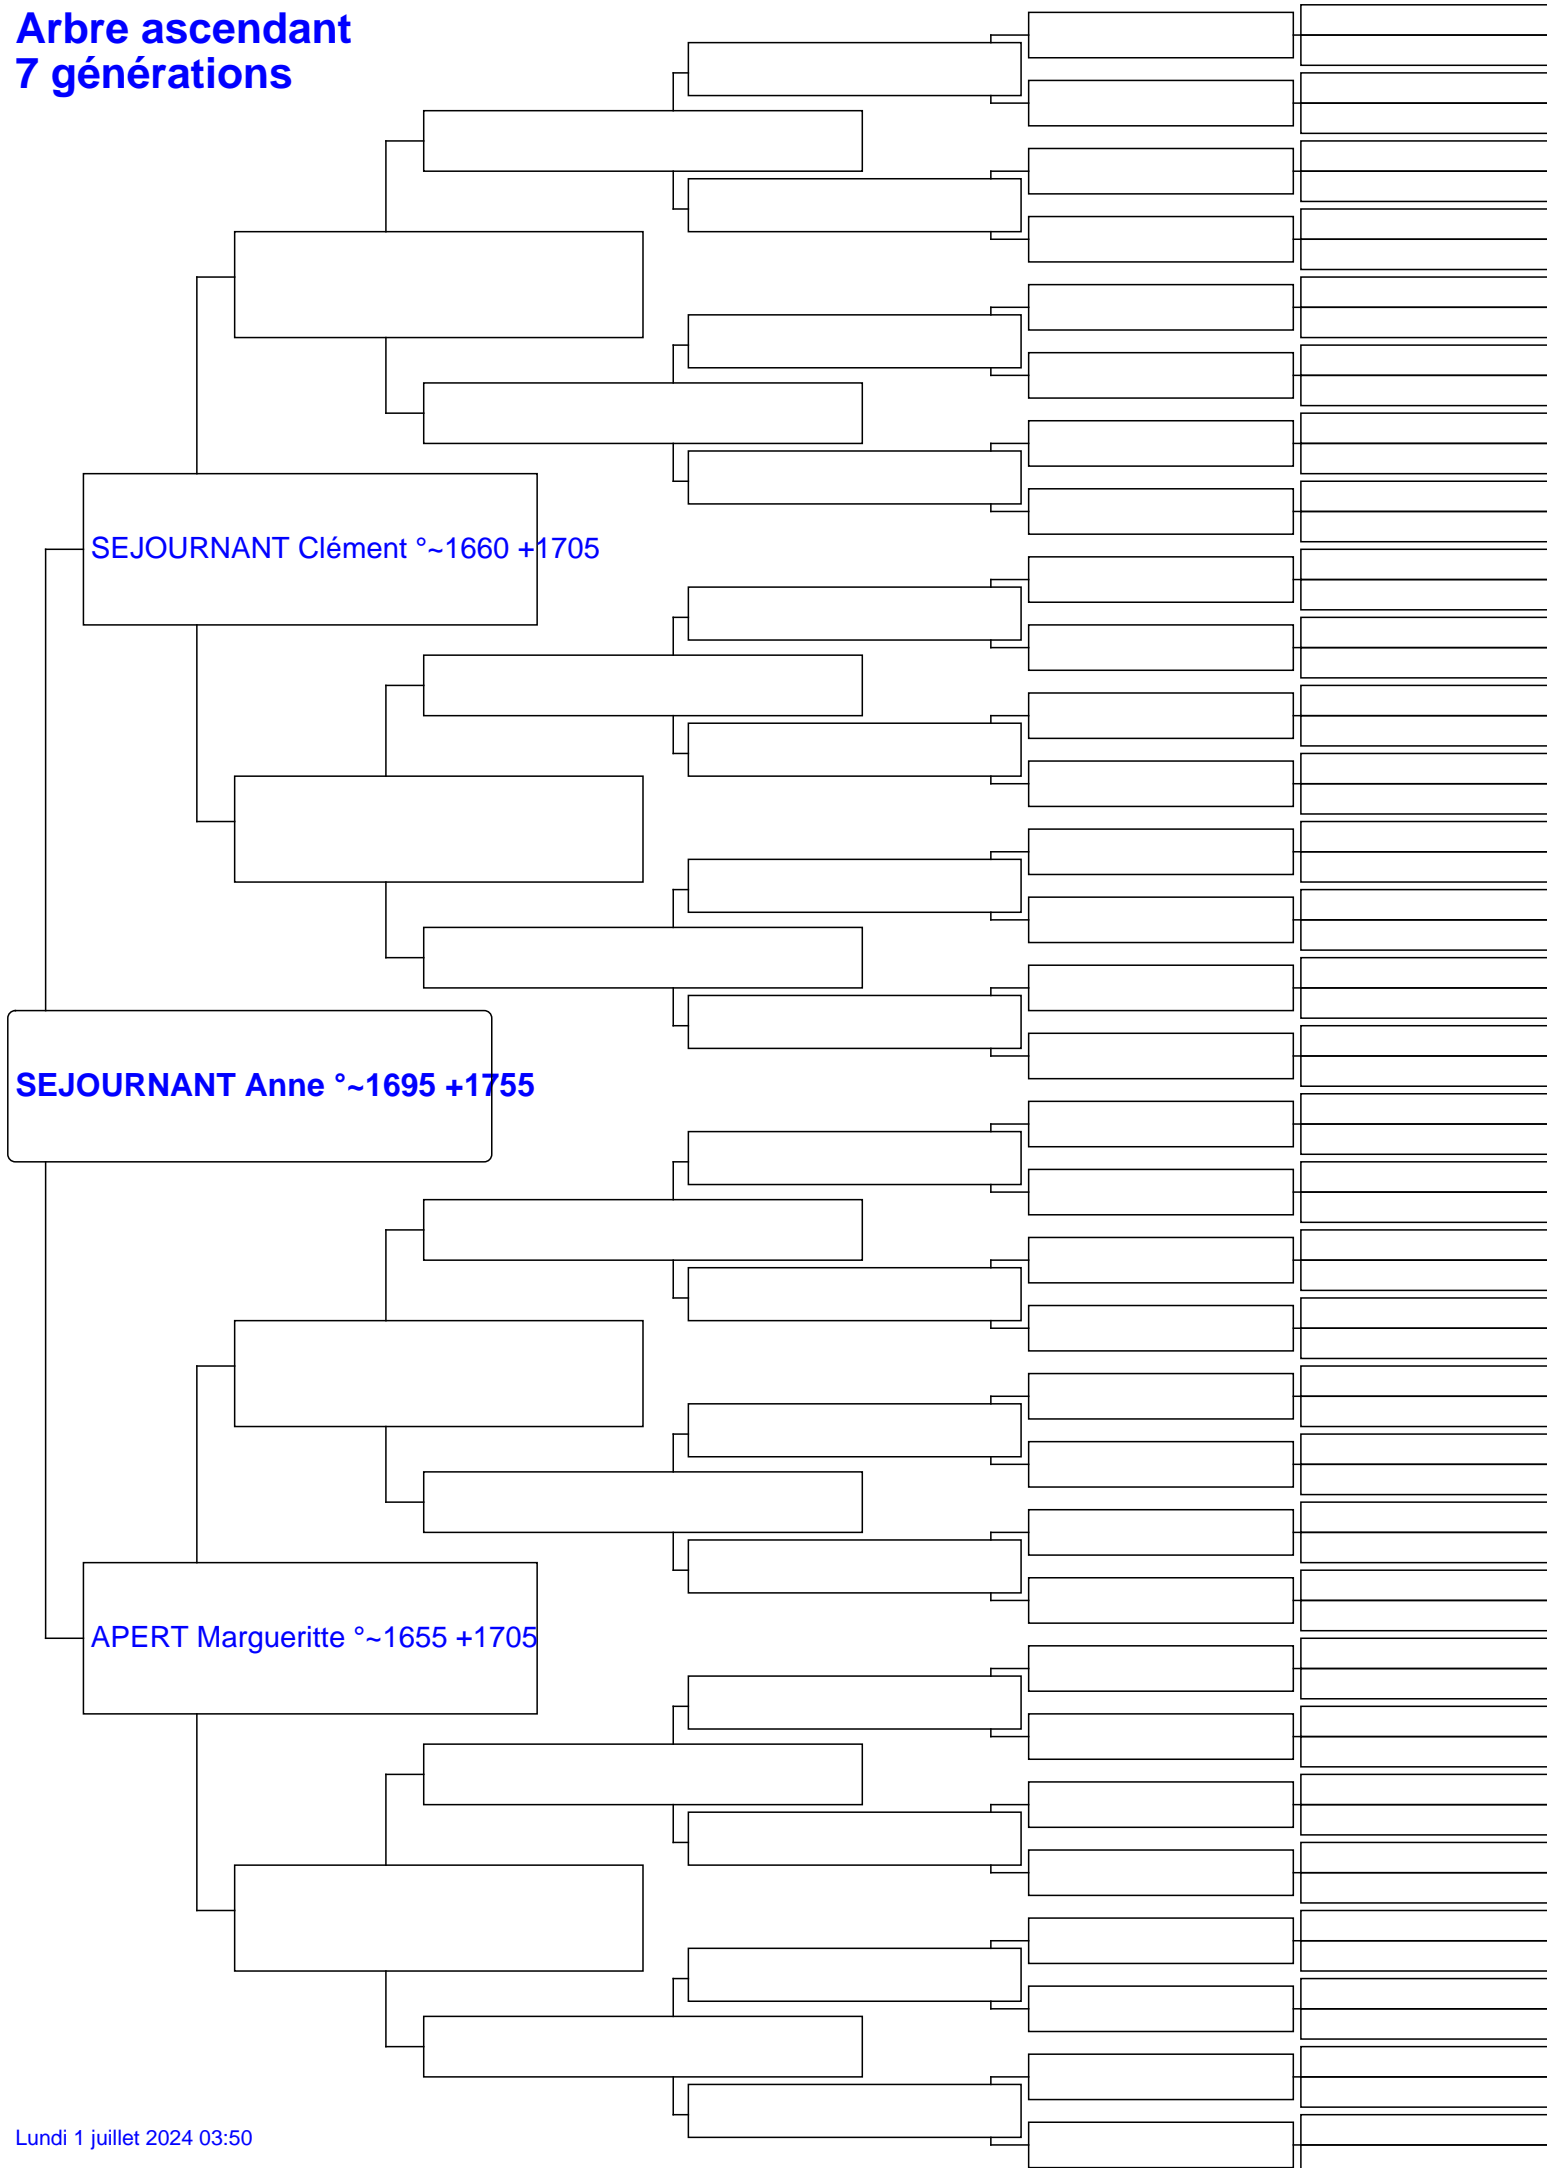 Arbre ascendant
7 générations
SEJOURNANT Clément °~1660 +1705
SEJOURNANT Anne °~1695 +1755
APERT Margueritte °~1655 +1705
Lundi 1 juillet 2024 03:50